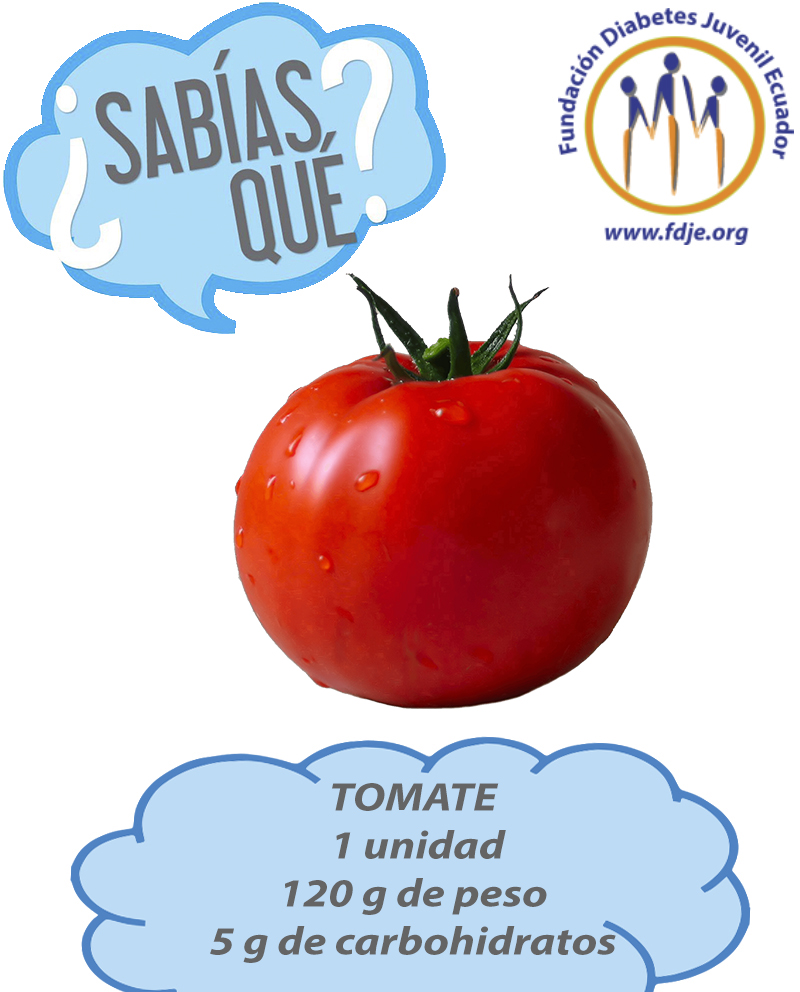 ¿SABÍAS
QUÉ?
Fundación Diabetes Juvenil Ecuador
www.fdje.org
TOMATE
1 unidad
120 g de peso
5 g de carbohidratos